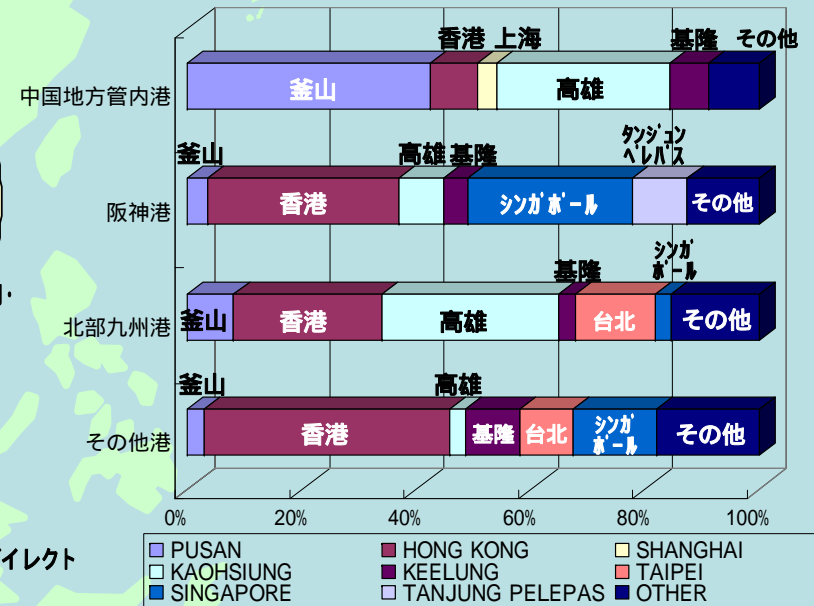 香港 上海 基隆 その他
中国地方管内港 釜山 高雄
タンジュン
ペレパス
釜山 高雄 基隆
阪神港 香港 シンガポール その他
シンガ
ポール
基隆
北部九州港 釜山 香港 高雄 台北 その他
釜山 高雄
その他港 香港 基隆 台北 シンガ
ポール その他
0% 20% 40% 60% 80% 100%
イレクト
PUSAN HONG KONG SHANGHAI
KAOHSIUNG KEELUNG TAIPEI
SINGAPORE TANJUNG PELEPAS OTHER